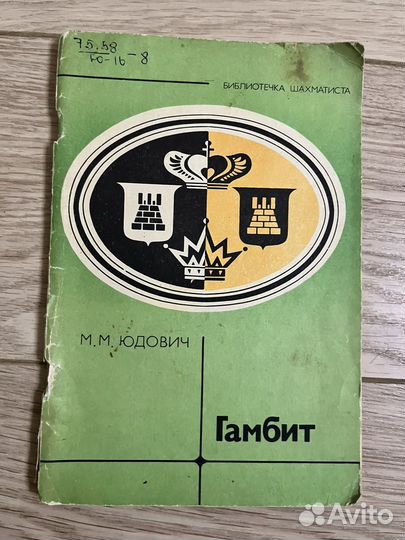 75.58
Ю-16 - 8
БИБЛИОТЕЧКА ШАХМАТИСТА
М. М. ЮДОВИЧ
Гамбит
Avito